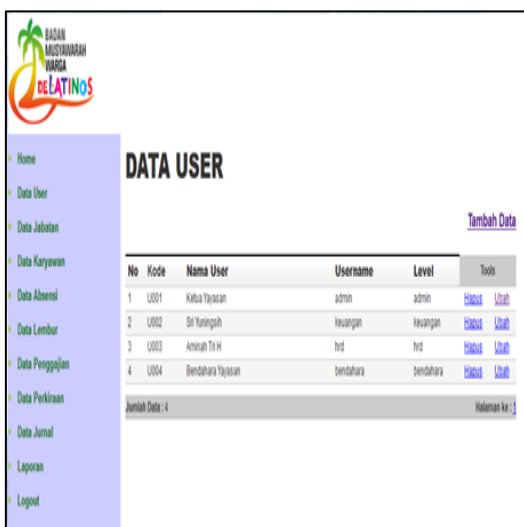 BADAN
MUSYAWARAH
WARGA
DELATINOS
Home
Data User
Data Jabatan
Data Karyawan
Data Absensi
Data Lembur
Data Penggajian
Data Perkiraan
Data Jurnal
Laporan
Logout
DATA USER
Tambah Data
No Kode Nama User Username Level Tools
1 U001 Ketua Yayasan admin admin Hapus Ubah
2 U002 Sri Yuningsih keuangan keuangan Hapus Ubah
3 U003 Aminah Tri H hrd hrd Hapus Ubah
4 U004 Bendahara Yayasan bendahara bendahara Hapus Ubah
Jumlah Data : 4 Halaman ke : 1